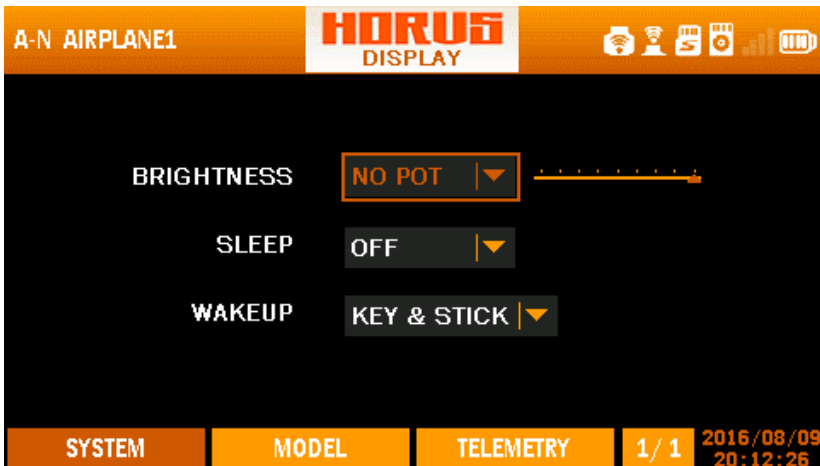 A-N AIRPLANE1
HORUS
DISPLAY
BRIGHTNESS NO POT
SLEEP OFF
WAKEUP KEY & STICK
SYSTEM MODEL TELEMETRY 1/1 2016/08/09
20:12:26